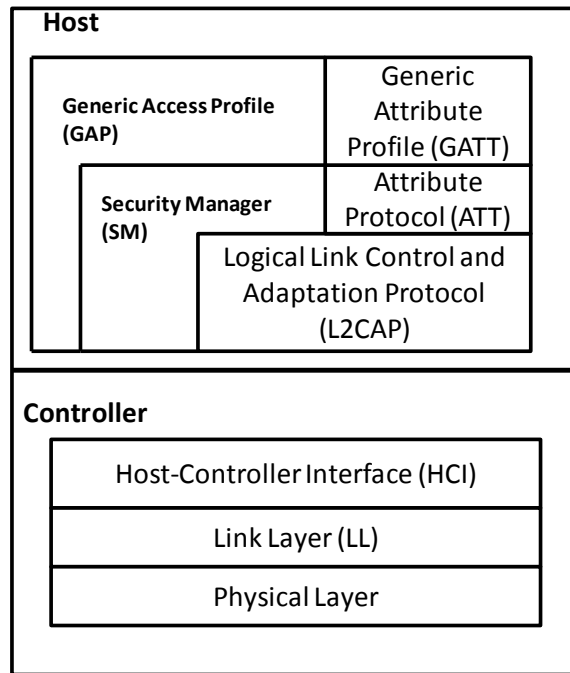 Host
Generic Access Profile
(GAP)
Generic
Attribute
Profile (GATT)
Security Manager
(SM)
Attribute
Protocol (ATT)
Logical Link Control and
Adaptation Protocol
(L2CAP)
Controller
Host-Controller Interface (HCI)
Link Layer (LL)
Physical Layer